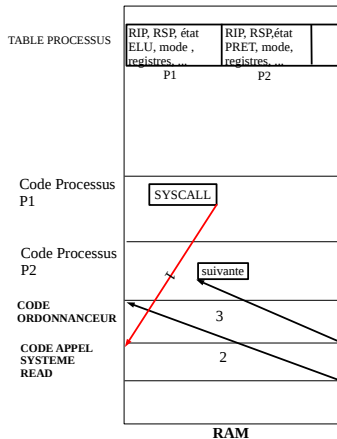 TABLE PROCESSUS
RIP, RSP, état
ELU, mode ,
registres, ...
RIP, RSP,état
PRET, mode,
registres, ...
P1
P2
Code Processus
P1
SYSCALL
Code Processus
P2
suivante
CODE
ORDONNANCEUR
3
CODE APPEL
SYSTEME
READ
2
RAM